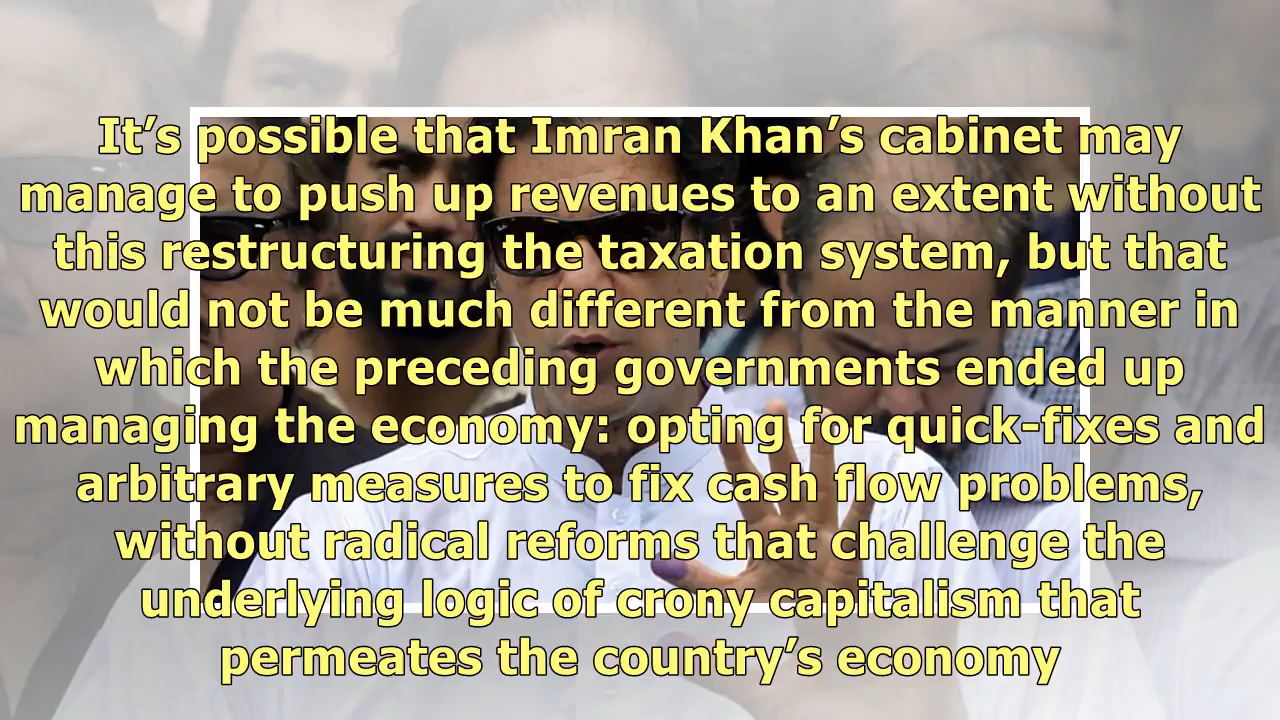 It’s possible that Imran Khan’s cabinet may
manage to push up revenues to an extent without
this restructuring the taxation system, but that
would not be much different from the manner in
which the preceding governments ended up
managing the economy: opting for quick-fixes and
arbitrary measures to fix cash flow problems,
without radical reforms that challenge the
underlying logic of crony capitalism that
permeates the country’s economy